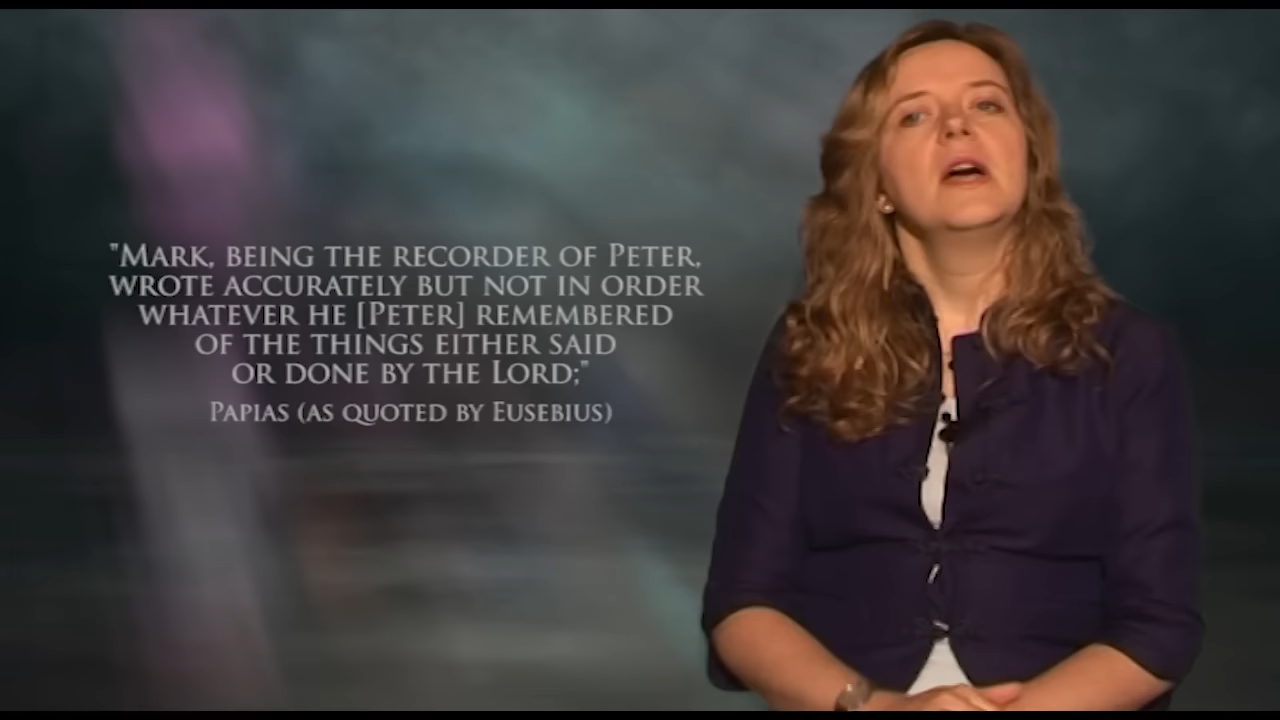 "Mark, being the recorder of Peter,
wrote accurately but not in order
whatever he [Peter] remembered
of the things either said
or done by the Lord;"
Papias (as quoted by Eusebius)